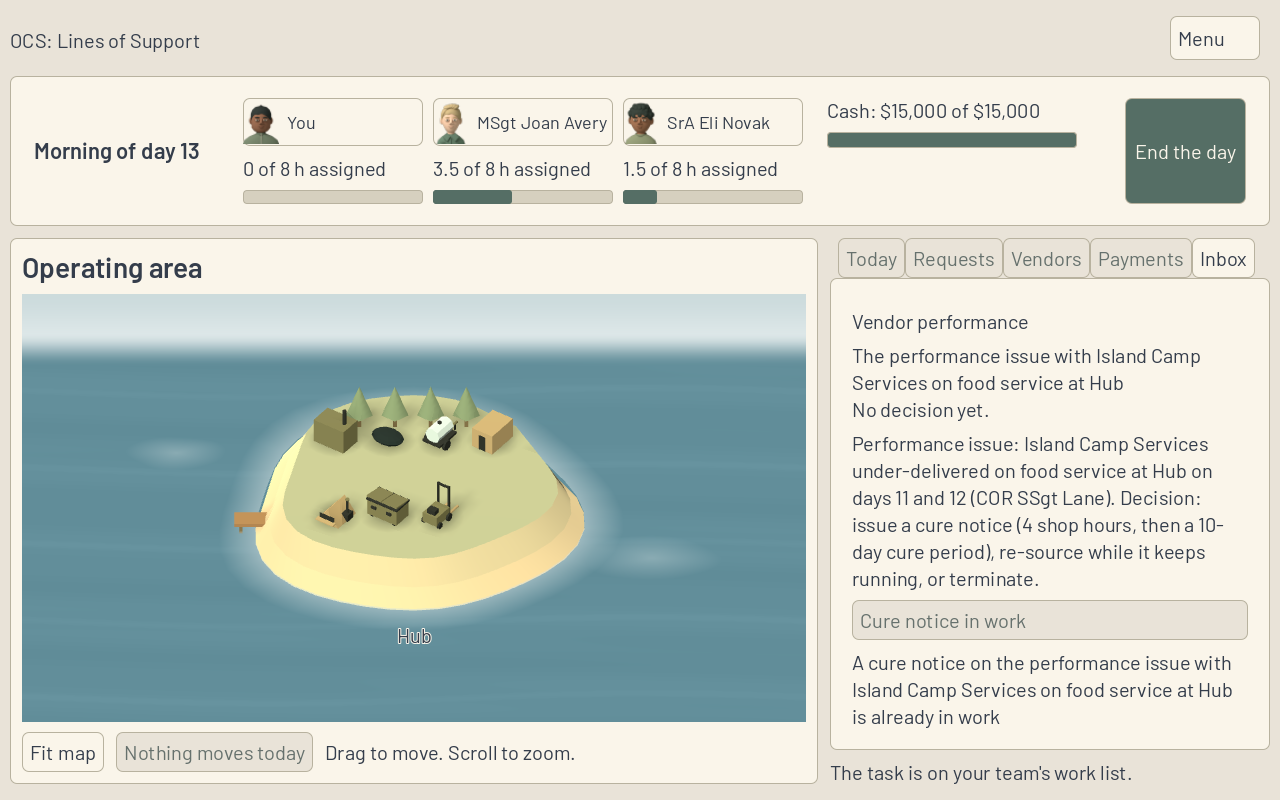 OCS: Lines of Support
Menu
Morning of day 13
You
0 of 8 h assigned
MSgt Joan Avery
3.5 of 8 h assigned
SrA Eli Novak
1.5 of 8 h assigned
Cash: $15,000 of $15,000
End the day
Operating area
Hub
Fit map
Nothing moves today
Drag to move. Scroll to zoom.
Today
Requests
Vendors
Payments
Inbox
Vendor performance
The performance issue with Island Camp
Services on food service at Hub
No decision yet.
Performance issue: Island Camp Services
under-delivered on food service at Hub on
days 11 and 12 (COR SSgt Lane). Decision:
issue a cure notice (4 shop hours, then a 10-
day cure period), re-source while it keeps
running, or terminate.
Cure notice in work
A cure notice on the performance issue with
Island Camp Services on food service at Hub
is already in work
The task is on your team's work list.